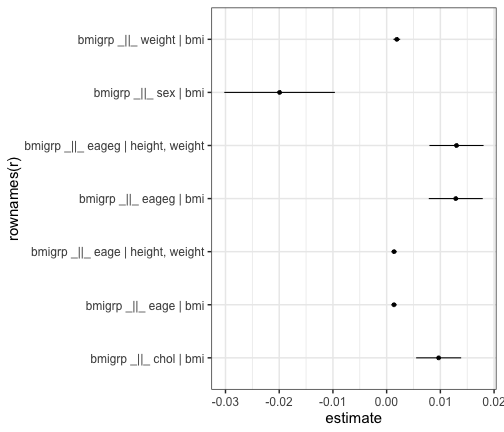 bmigrp _||_ weight | bmi
bmigrp _||_ sex | bmi
bmigrp _||_ eageg | height, weight
bmigrp _||_ eageg | bmi
bmigrp _||_ eage | height, weight
bmigrp _||_ eage | bmi
bmigrp _||_ chol | bmi
rownames(r)
-0.03 -0.02 -0.01 0.00 0.01 0.02
estimate